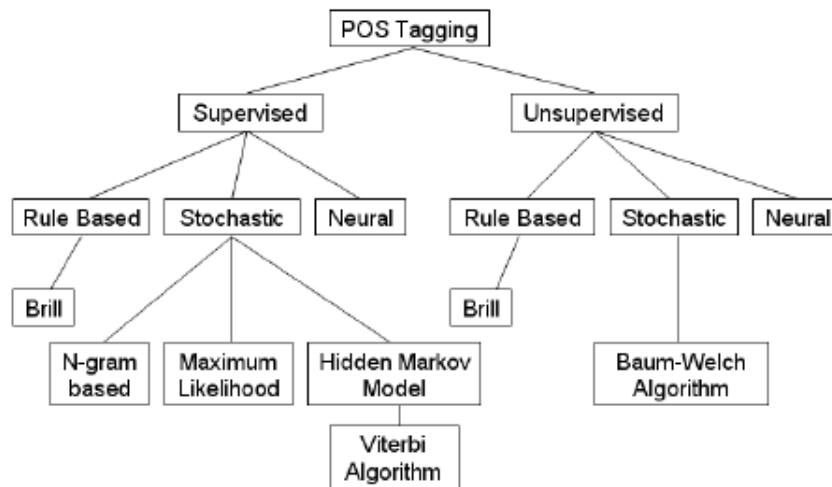 POS Tagging
Supervised
Unsupervised
Rule Based
Stochastic
Neural
Rule Based
Stochastic
Neural
Brill
Brill
N-gram
based
Maximum
Likelihood
Hidden Markov
Model
Baum-Welch
Algorithm
Viterbi
Algorithm